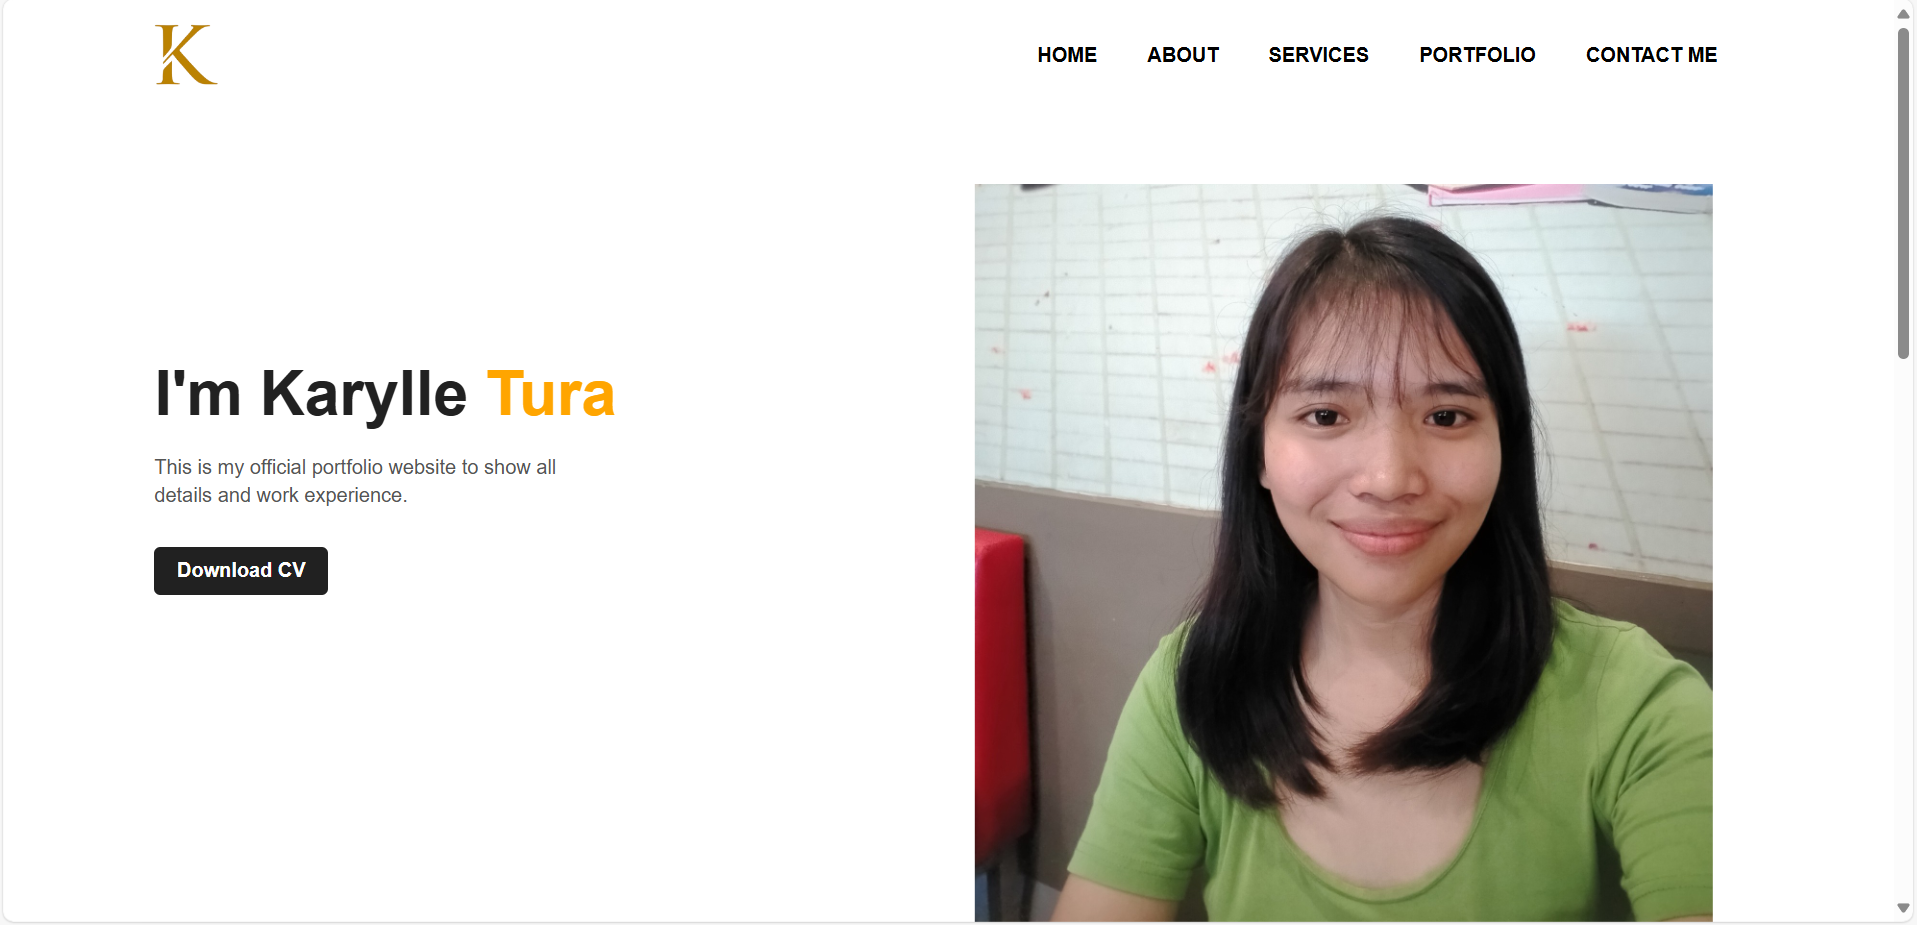 K
HOME ABOUT SERVICES PORTFOLIO CONTACT ME
I'm Karylle Tura
This is my official portfolio website to show all
details and work experience.
Download CV